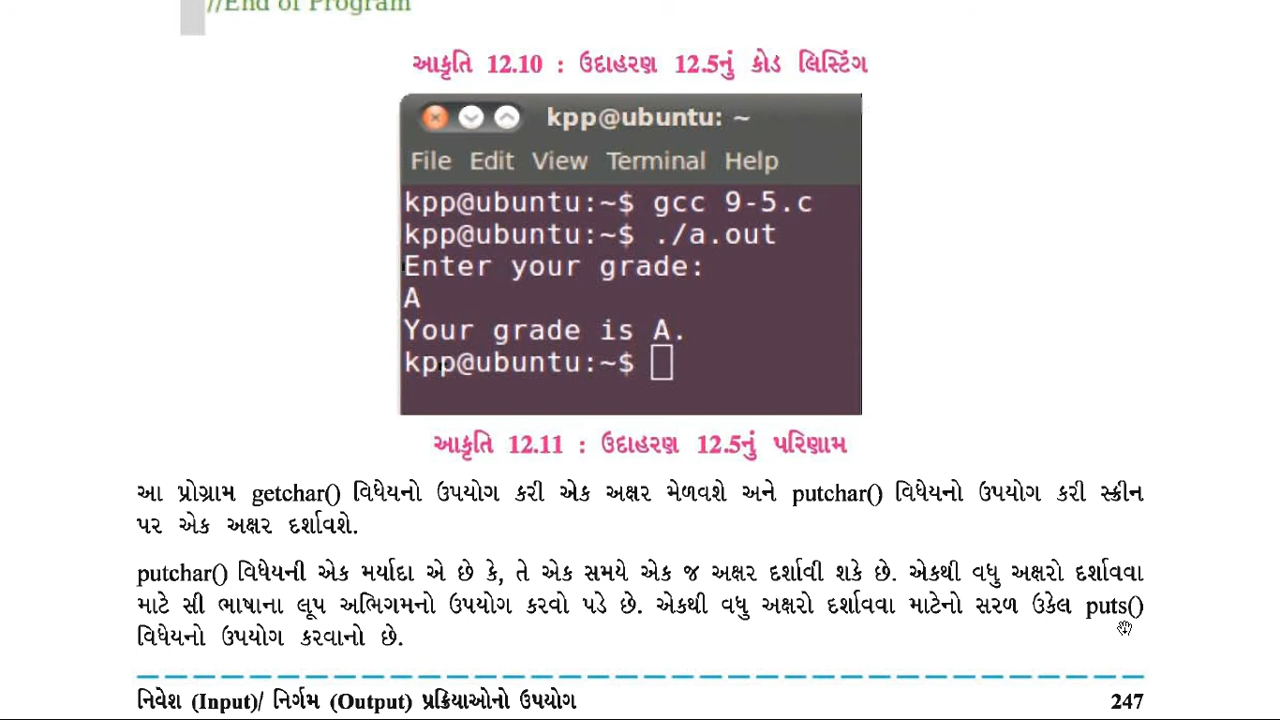 //End of Program
આકૃતિ 12.10 : ઉદાહરણ 12.5નું કોડ લિસ્ટિંગ
kpp@ubuntu: ~
File Edit View Terminal Help
kpp@ubuntu:~$ gcc 9-5.c
kpp@ubuntu:~$ ./a.out
Enter your grade:
A
Your grade is A.
kpp@ubuntu:~$
આકૃતિ 12.11 : ઉદાહરણ 12.5નું પરિણામ
આ પ્રોગ્રામ getchar() વિધેયનો ઉપયોગ કરી એક અક્ષર મેળવશે અને putchar() વિધેયનો ઉપયોગ કરી સ્ક્રીન
પર એક અક્ષર દર્શાવશે.
putchar() વિધેયની એક મર્યાદા એ છે કે, તે એક સમયે એક જ અક્ષર દર્શાવી શકે છે. એકથી વધુ અક્ષરો દર્શાવવા
માટે સી ભાષાના લૂપ અભિગમનો ઉપયોગ કરવો પડે છે. એકથી વધુ અક્ષરો દર્શાવવા માટેનો સરળ ઉકેલ puts()
વિધેયનો ઉપયોગ કરવાનો છે.
નિવેશ (Input)/ નિર્ગમ (Output) પ્રક્રિયાઓનો ઉપયોગ 247